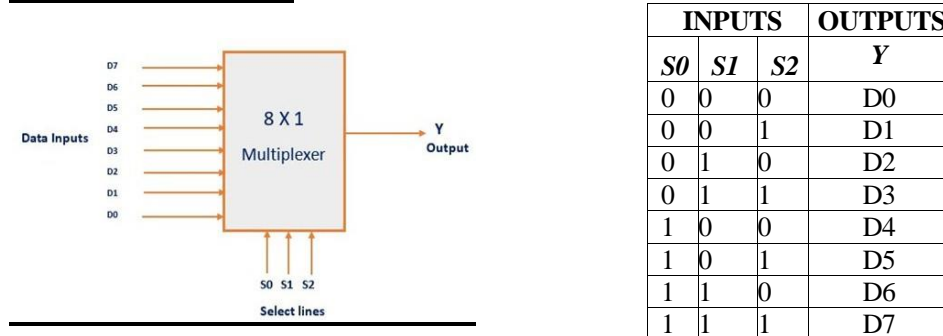 D7
D6
D5
D4
Data Inputs
D3
D2
D1
D0
8 X 1
Multiplexer
Y
Output
S0 S1 S2
Select lines
INPUTS OUTPUTS
S0 S1 S2 Y
0 0 0 D0
0 0 1 D1
0 1 0 D2
0 1 1 D3
1 0 0 D4
1 0 1 D5
1 1 0 D6
1 1 1 D7